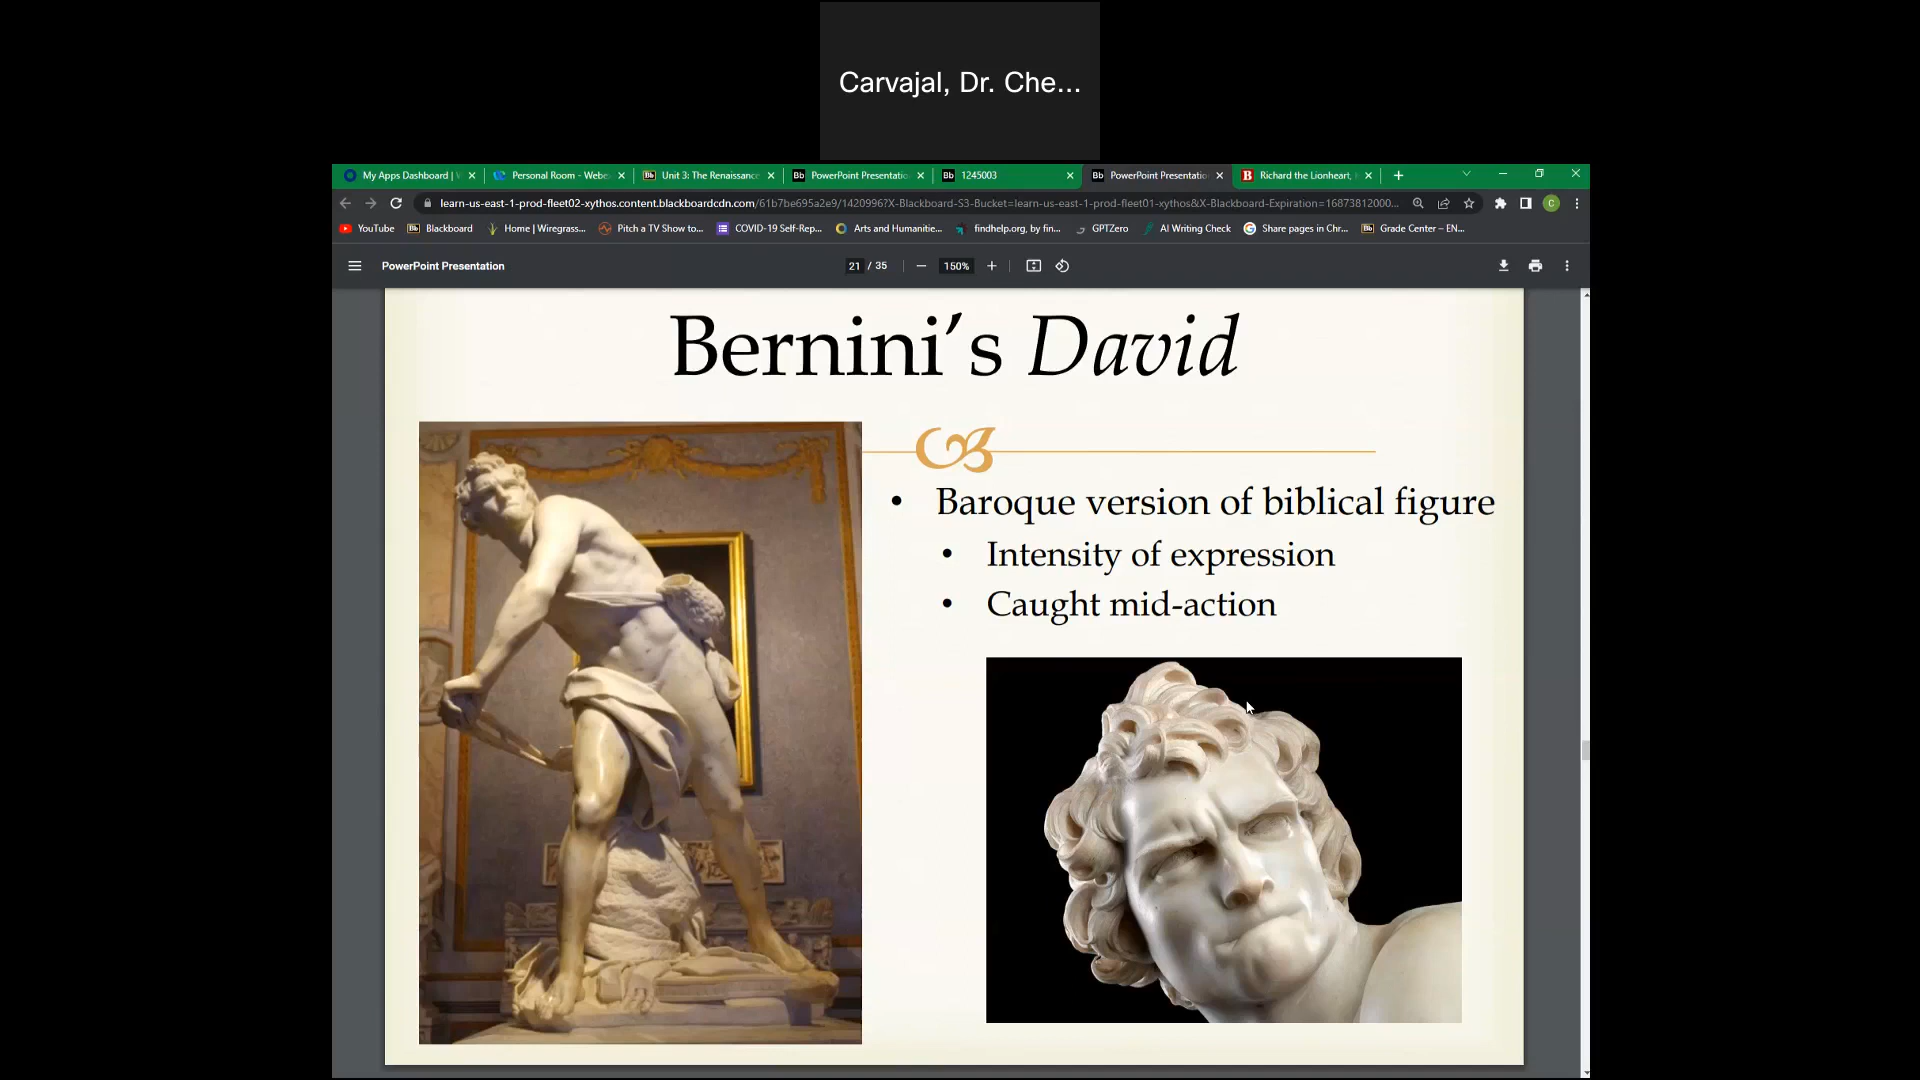 Carvajal, Dr. Che...
My Apps Dashboard |
Personal Room - Webe
Unit 3: The Renaissance
PowerPoint Presentatio
1245003
PowerPoint Presentatio
Richard the Lionheart,
learn-us-east-1-prod-fleet02-xythos.content.blackboardcdn.com/61b7be695a2e9/1420996?X-Blackboard-S3-Bucket=learn-us-east-1-prod-fleet01-xythos&X-Blackboard-Expiration=16873812000...
YouTube
Blackboard
Home | Wiregrass...
Pitch a TV Show to...
COVID-19 Self-Rep...
Arts and Humanitie...
findhelp.org, by fin...
GPTZero
AI Writing Check
Share pages in Chr...
Grade Center – EN...
PowerPoint Presentation
21 / 35
150%
Bernini's David
• Baroque version of biblical figure
• Intensity of expression
• Caught mid-action